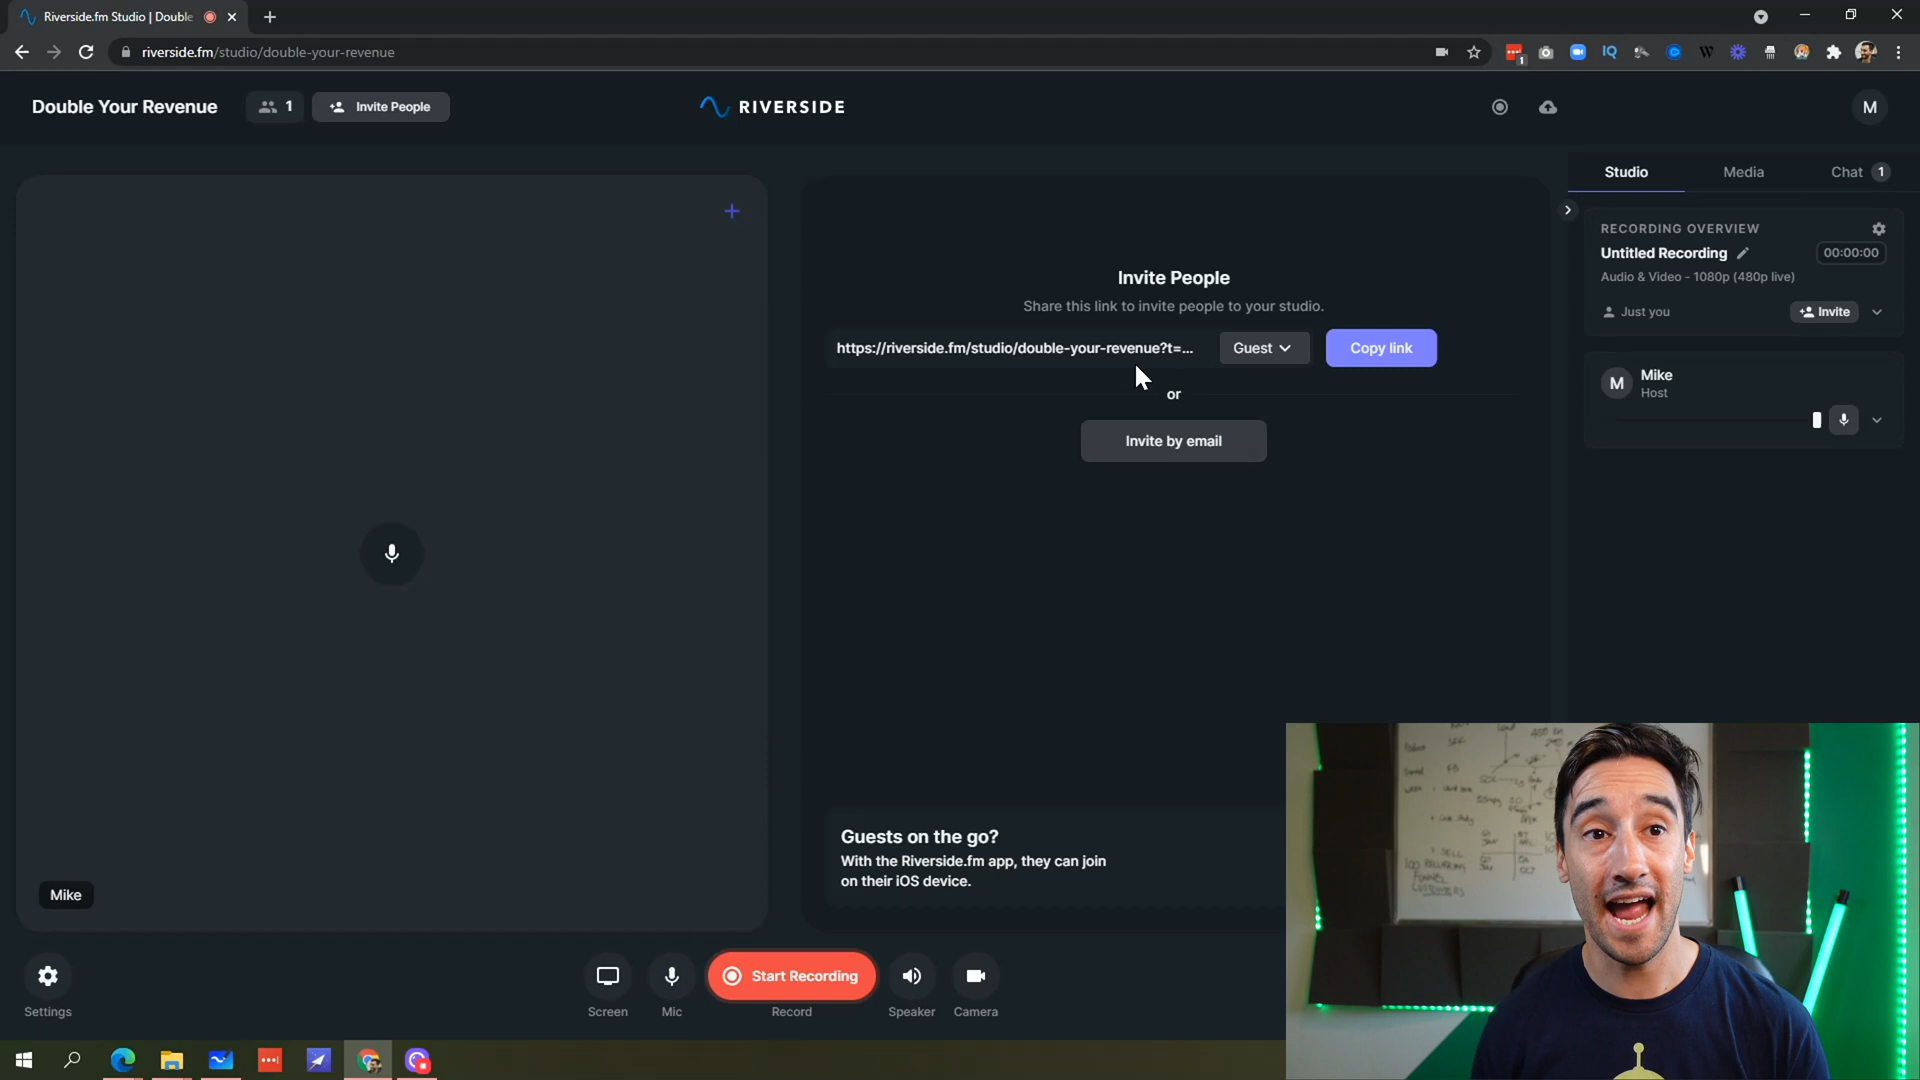 Riverside.fm Studio | Double
riverside.fm/studio/double-your-revenue
1
Double Your Revenue
1
Invite People
RIVERSIDE
M
Studio
Media
Chat 1
RECORDING OVERVIEW
Untitled Recording
00:00:00
Audio & Video - 1080p (480p live)
Just you
Invite
M
Mike
Host
Invite People
Share this link to invite people to your studio.
https://riverside.fm/studio/double-your-revenue?t=...
Guest
Copy link
or
Invite by email
Guests on the go?
With the Riverside.fm app, they can join
on their iOS device.
Mike
Settings
Screen
Mic
Start Recording
Record
Speaker
Camera